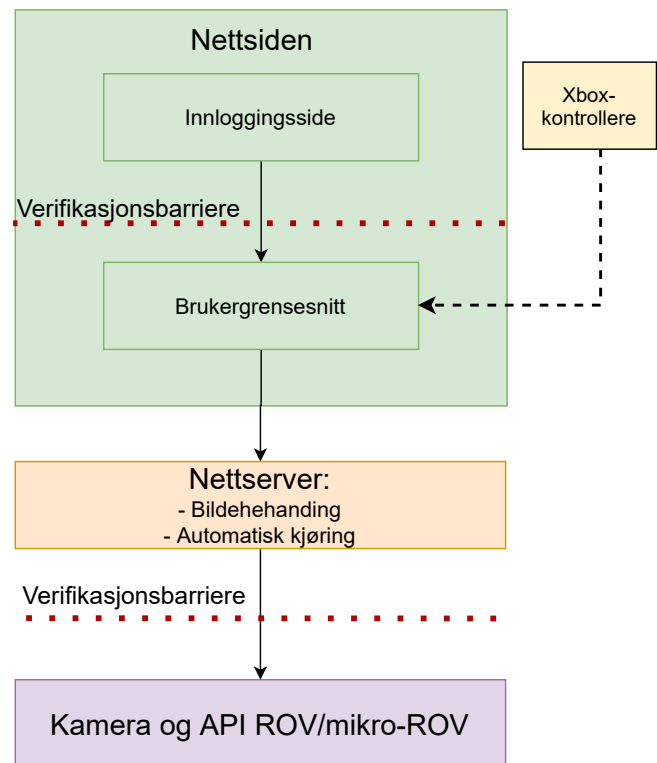 Nettsiden
Innloggingsside
Xbox-
kontrollere
Verifikasjonsbarriere
Brukergrensesnitt
Nettserver:
- Bildehehanding
- Automatisk kjøring
Verifikasjonsbarriere
Kamera og API ROV/mikro-ROV